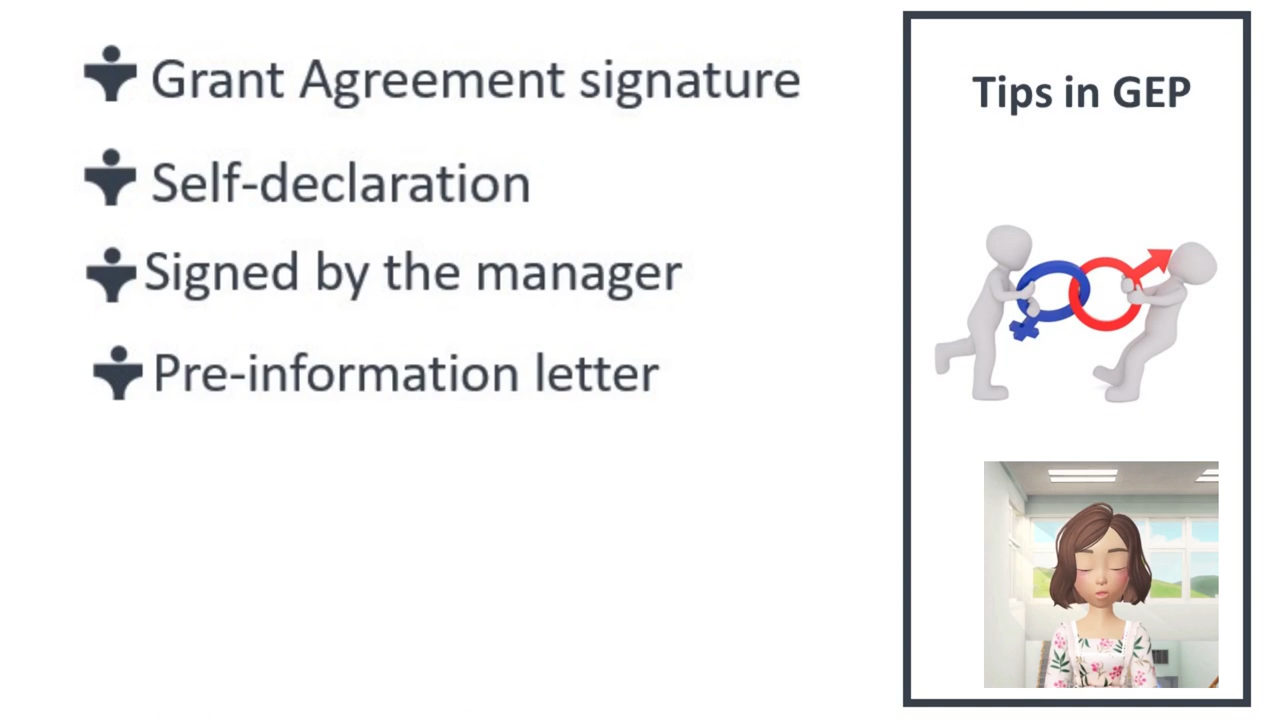 Grant Agreement signature
Self-declaration
Signed by the manager
Pre-information letter
Tips in GEP